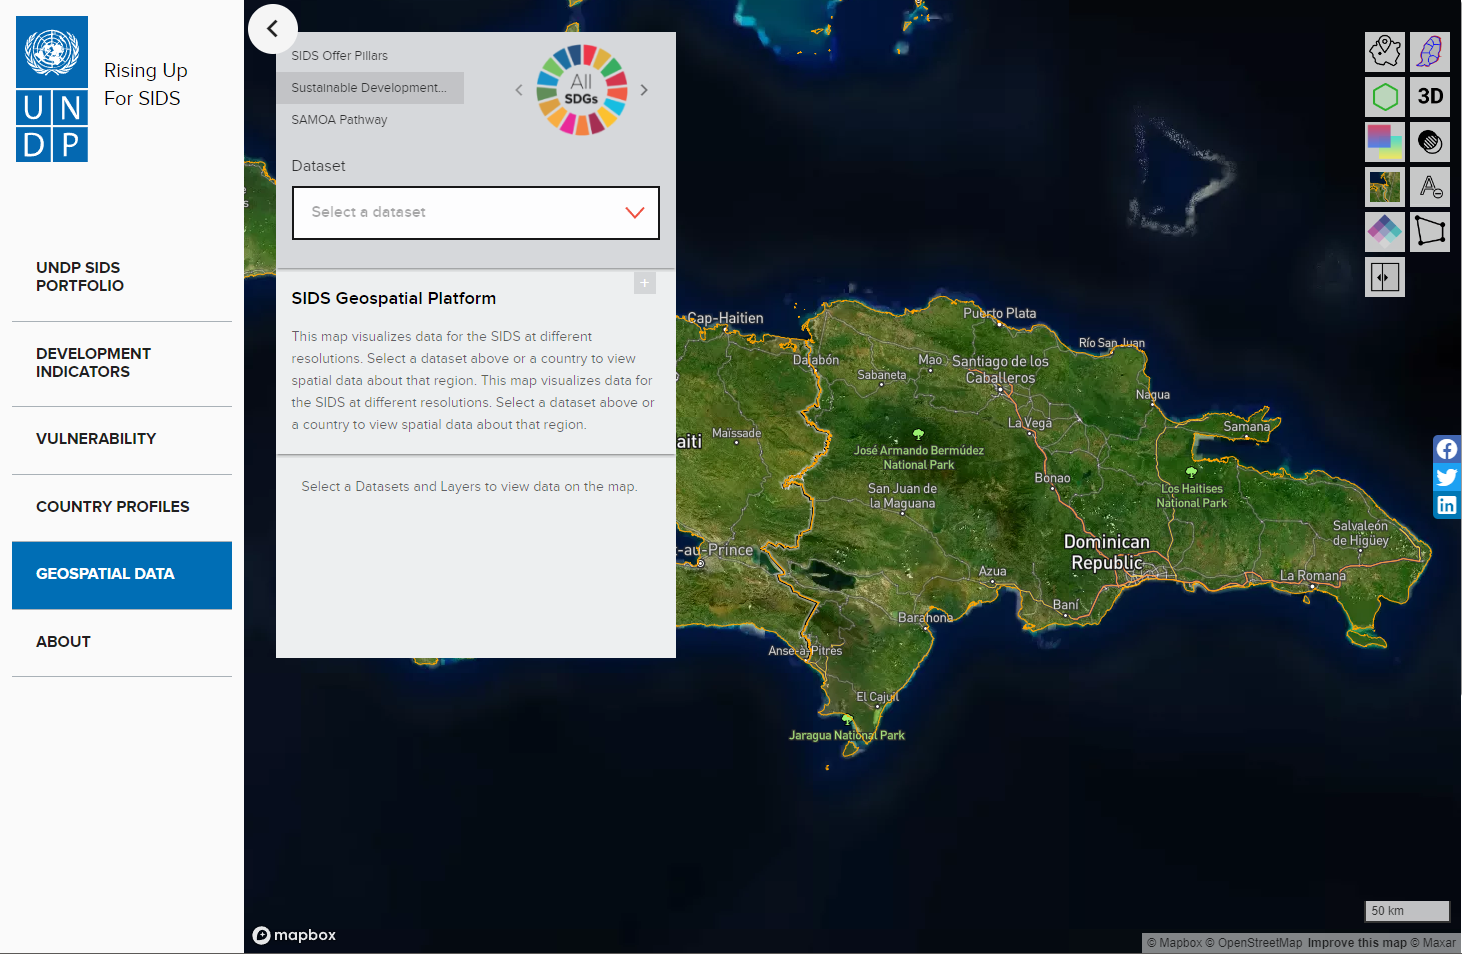 UN
DP
Rising Up
For SIDS
UNDP SIDS
PORTFOLIO
DEVELOPMENT
INDICATORS
VULNERABILITY
COUNTRY PROFILES
GEOSPATIAL DATA
ABOUT
SIDS Offer Pillars
Sustainable Development...
SAMOA Pathway
All
SDGs
Dataset
Select a dataset
+
SIDS Geospatial Platform
This map visualizes data for the SIDS at different
resolutions. Select a dataset above or a country to view
spatial data about that region. This map visualizes data for
the SIDS at different resolutions. Select a dataset above or
a country to view spatial data about that region.
Select a Datasets and Layers to view data on the map.
3D
Cap-Haitien
Puerto Plata
Río San Juan
Dajabón
Mao
Santiago de los
Caballeros
Sabaneta
Nagua
La Vega
Samaná
Maïssade
aiti
José Armando Bermúdez
National Park
Bonao
Los Haitises
National Park
San Juan de
la Maguana
Salvaleón
de Higüey
Dominican
Republic
t-au-Prince
Azua
La Romana
Baní
Barahona
Anse-à-Pitres
El Cajuil
Jaragua National Park
50 km
mapbox
© Mapbox © OpenStreetMap Improve this map © Maxar